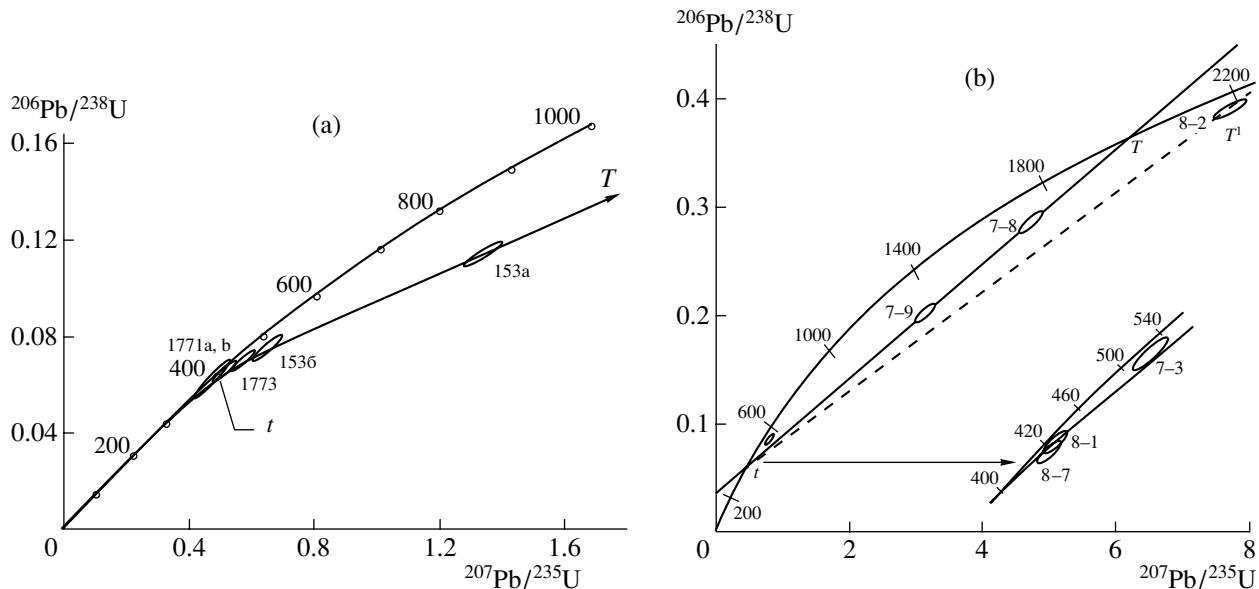 (a)
²⁰⁶Pb/²³⁸U
0.16
0.12
0.08
0.04
0
0.4
0.8
1.2
1.6
²⁰⁷Pb/²³⁵U
1000
800
600
400
200
T
153a
1771a, b
153б
1773
t
(b)
²⁰⁶Pb/²³⁸U
0.4
0.3
0.2
0.1
0
2
4
6
8
²⁰⁷Pb/²³⁵U
2200
8–2
T¹
T
1800
7–8
1400
7–9
1000
600
t
200
540
500
7–3
460
420
8–1
8–7
400